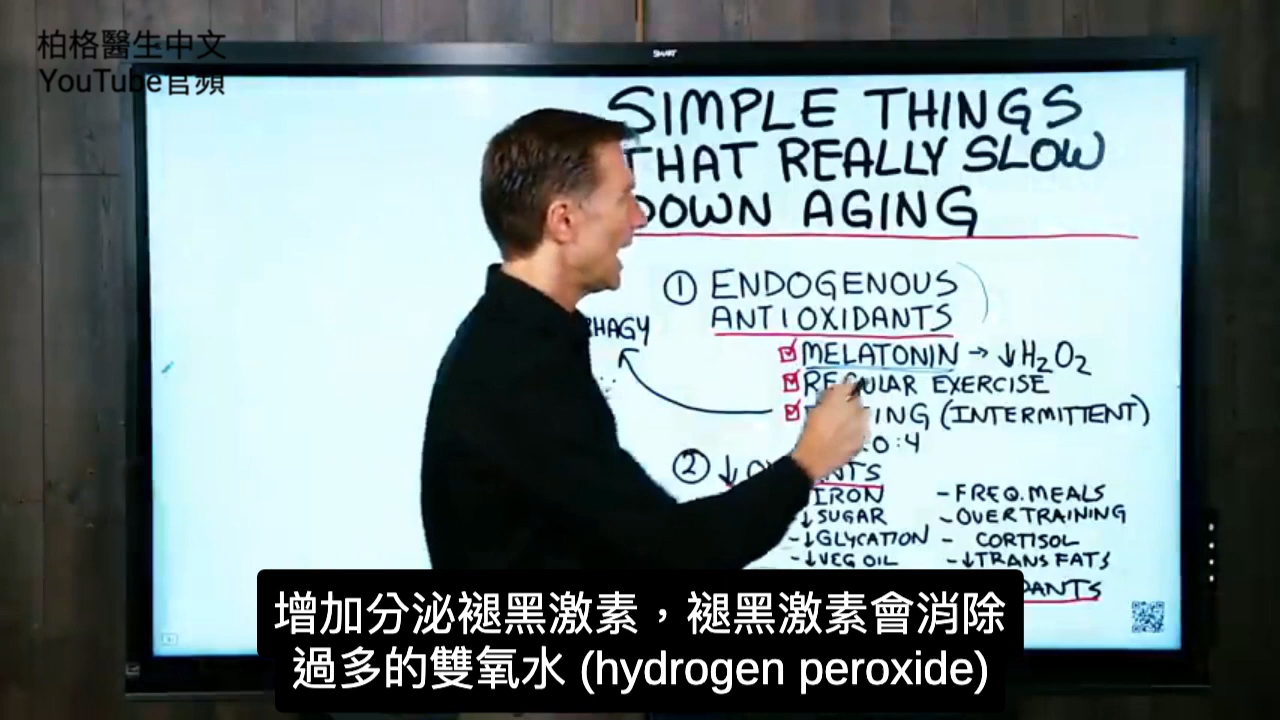 柏格醫生中文
YouTube官頻
SMART
SIMPLE THINGS
THAT REALLY SLOW
DOWN AGING
① ENDOGENOUS
ANTIOXIDANTS
MELATONIN → ↓H₂O₂
REGULAR EXERCISE
(INTERMITTENT)
② ↓
IRON
↓SUGAR
-↓GLYCATION
-↓VEG OIL
-FREQ. MEALS
-OVERTRAINING
- CORTISOL
-↓TRANS FATS
增加分泌褪黑激素，褪黑激素會消除
過多的雙氧水 (hydrogen peroxide)